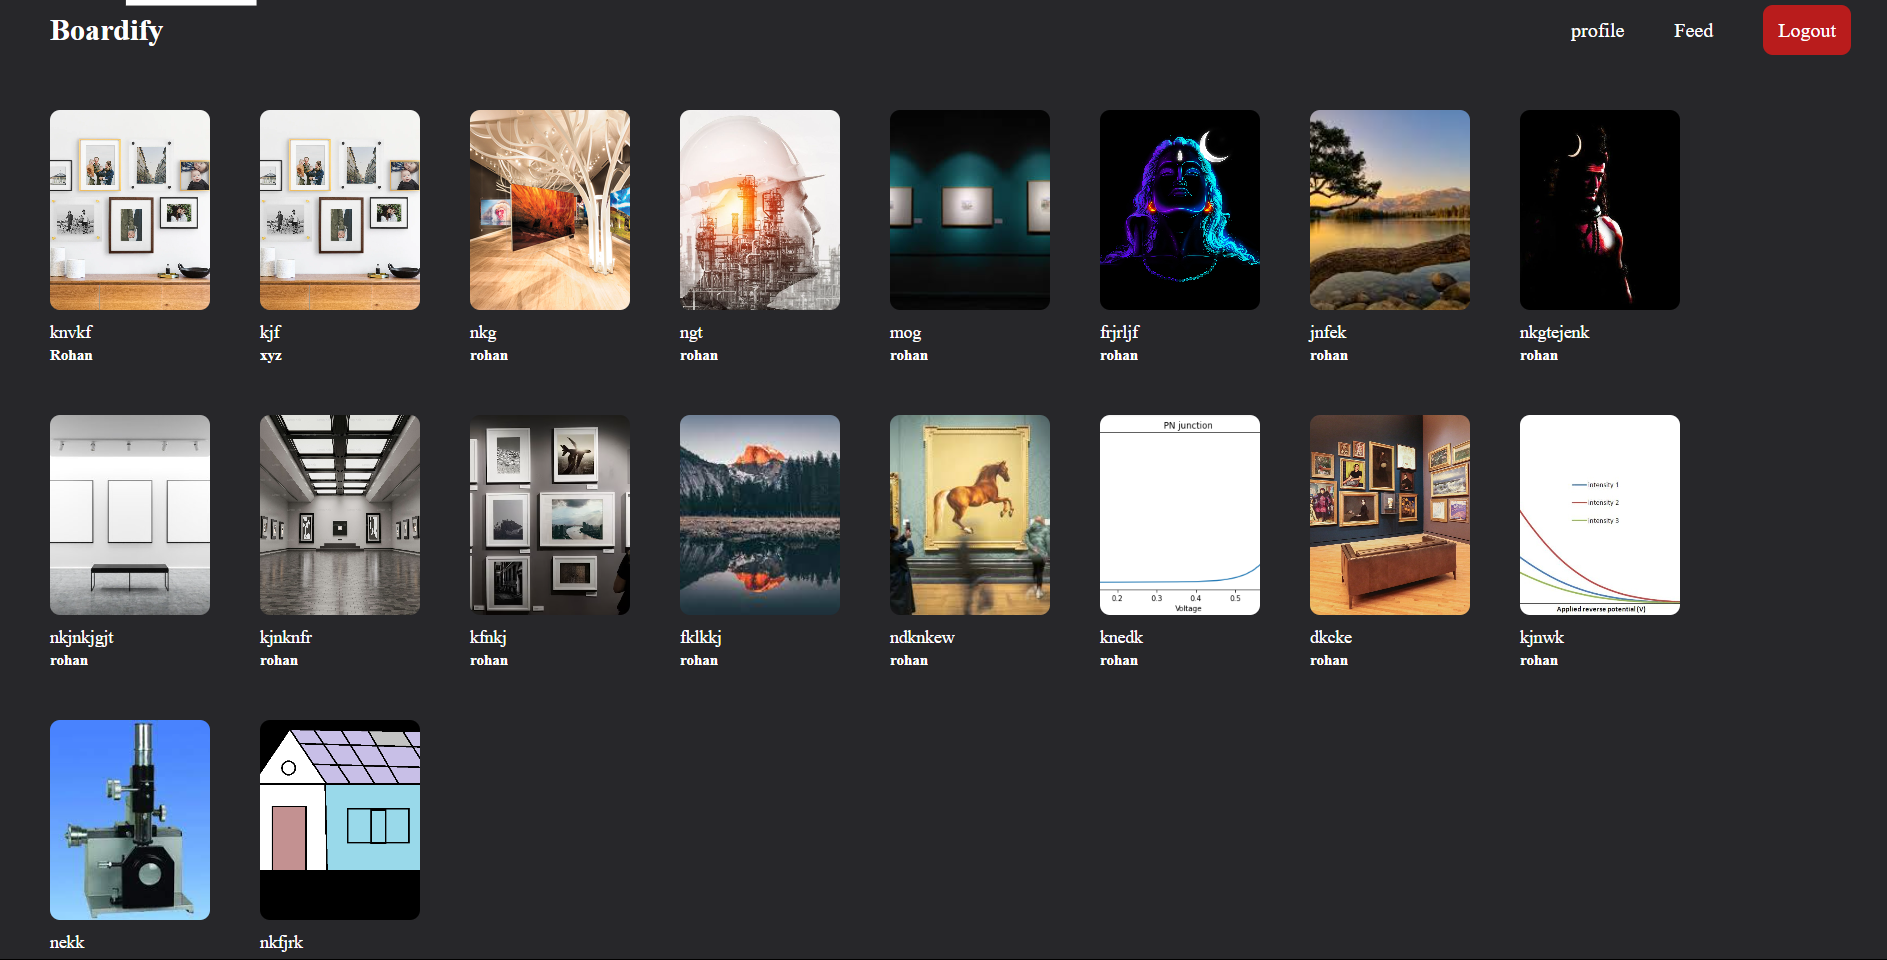 Boardify
profile
Feed
Logout
knvkf
Rohan
kjf
xyz
nkg
rohan
ngt
rohan
mog
rohan
frjrljf
rohan
jnfek
rohan
nkgtejenk
rohan
nkjnkjgjt
rohan
kjnknfr
rohan
kfnkj
rohan
fklkkj
rohan
ndknkew
rohan
PN junction
0.2 0.3 0.4 0.5
Voltage
knedk
rohan
dkcke
rohan
intensity 1
intensity 2
intensity 3
Applied reverse potential (V)
kjnwk
rohan
nekk
nkfjrk